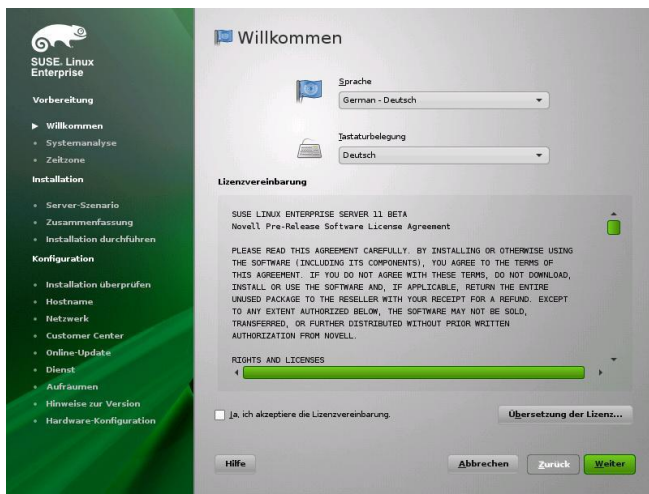 SUSE. Linux
Enterprise
Vorbereitung
Willkommen
Systemanalyse
Zeitzone
Installation
Server-Szenario
Zusammenfassung
Installation durchführen
Konfiguration
Installation überprüfen
Hostname
Netzwerk
Customer Center
Online-Update
Dienst
Aufräumen
Hinweise zur Version
Hardware-Konfiguration
Willkommen
Sprache
German - Deutsch
Tastaturbelegung
Deutsch
Lizenzvereinbarung
SUSE LINUX ENTERPRISE SERVER 11 BETA
Novell Pre-Release Software License Agreement
PLEASE READ THIS AGREEMENT CAREFULLY. BY INSTALLING OR OTHERWISE USING
THE SOFTWARE (INCLUDING ITS COMPONENTS), YOU AGREE TO THE TERMS OF
THIS AGREEMENT. IF YOU DO NOT AGREE WITH THESE TERMS, DO NOT DOWNLOAD,
INSTALL OR USE THE SOFTWARE AND, IF APPLICABLE, RETURN THE ENTIRE
UNUSED PACKAGE TO THE RESELLER WITH YOUR RECEIPT FOR A REFUND. EXCEPT
TO ANY EXTENT AUTHORIZED BELOW, THE SOFTWARE MAY NOT BE SOLD,
TRANSFERRED, OR FURTHER DISTRIBUTED WITHOUT PRIOR WRITTEN
AUTHORIZATION FROM NOVELL.
RIGHTS AND LICENSES
Ja, ich akzeptiere die Lizenzvereinbarung.
Übersetzung der Lizenz...
Hilfe
Abbrechen
Zurück
Weiter